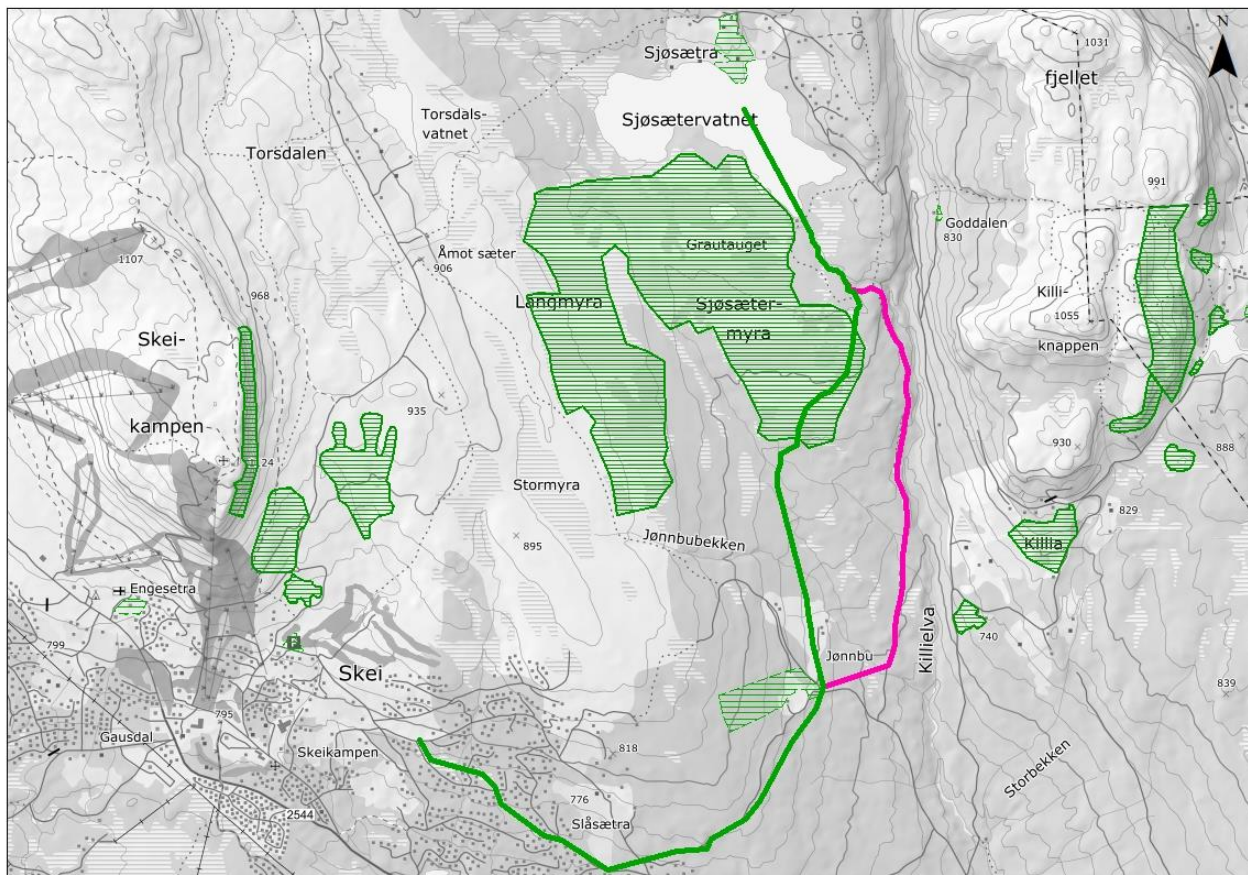 N
1031
Sjøsætra
fjellet
Torsdals-
vatnet
Sjøsætervatnet
Torsdalen
991
Goddalen
830
Grautauget
Åmot sæter
906
1107
968
Langmyra
Sjøsæter-
myra
Killi-
1055
knappen
Skei-
kampen
935
930
888
1124
Stormyra
829
895
Jønnbubekken
Killia
Engesetra
740
799
Killielva
P
Jønnbu
Skei
839
795
Gausdal
Skeikampen
818
Storbekken
776
2544
Slåsætra